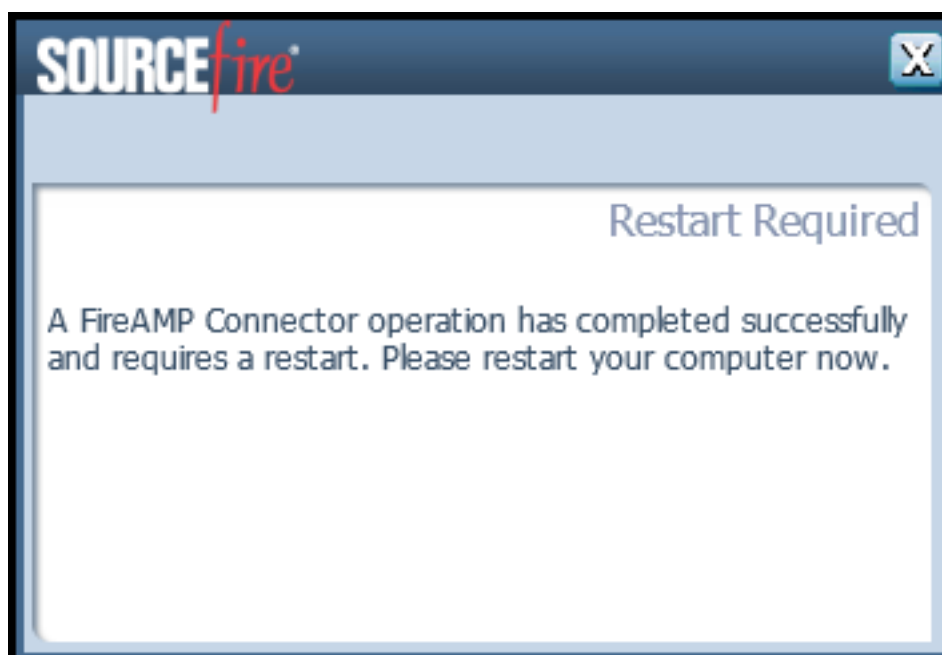 SOURCEfire®
X
Restart Required
A FireAMP Connector operation has completed successfully
and requires a restart. Please restart your computer now.